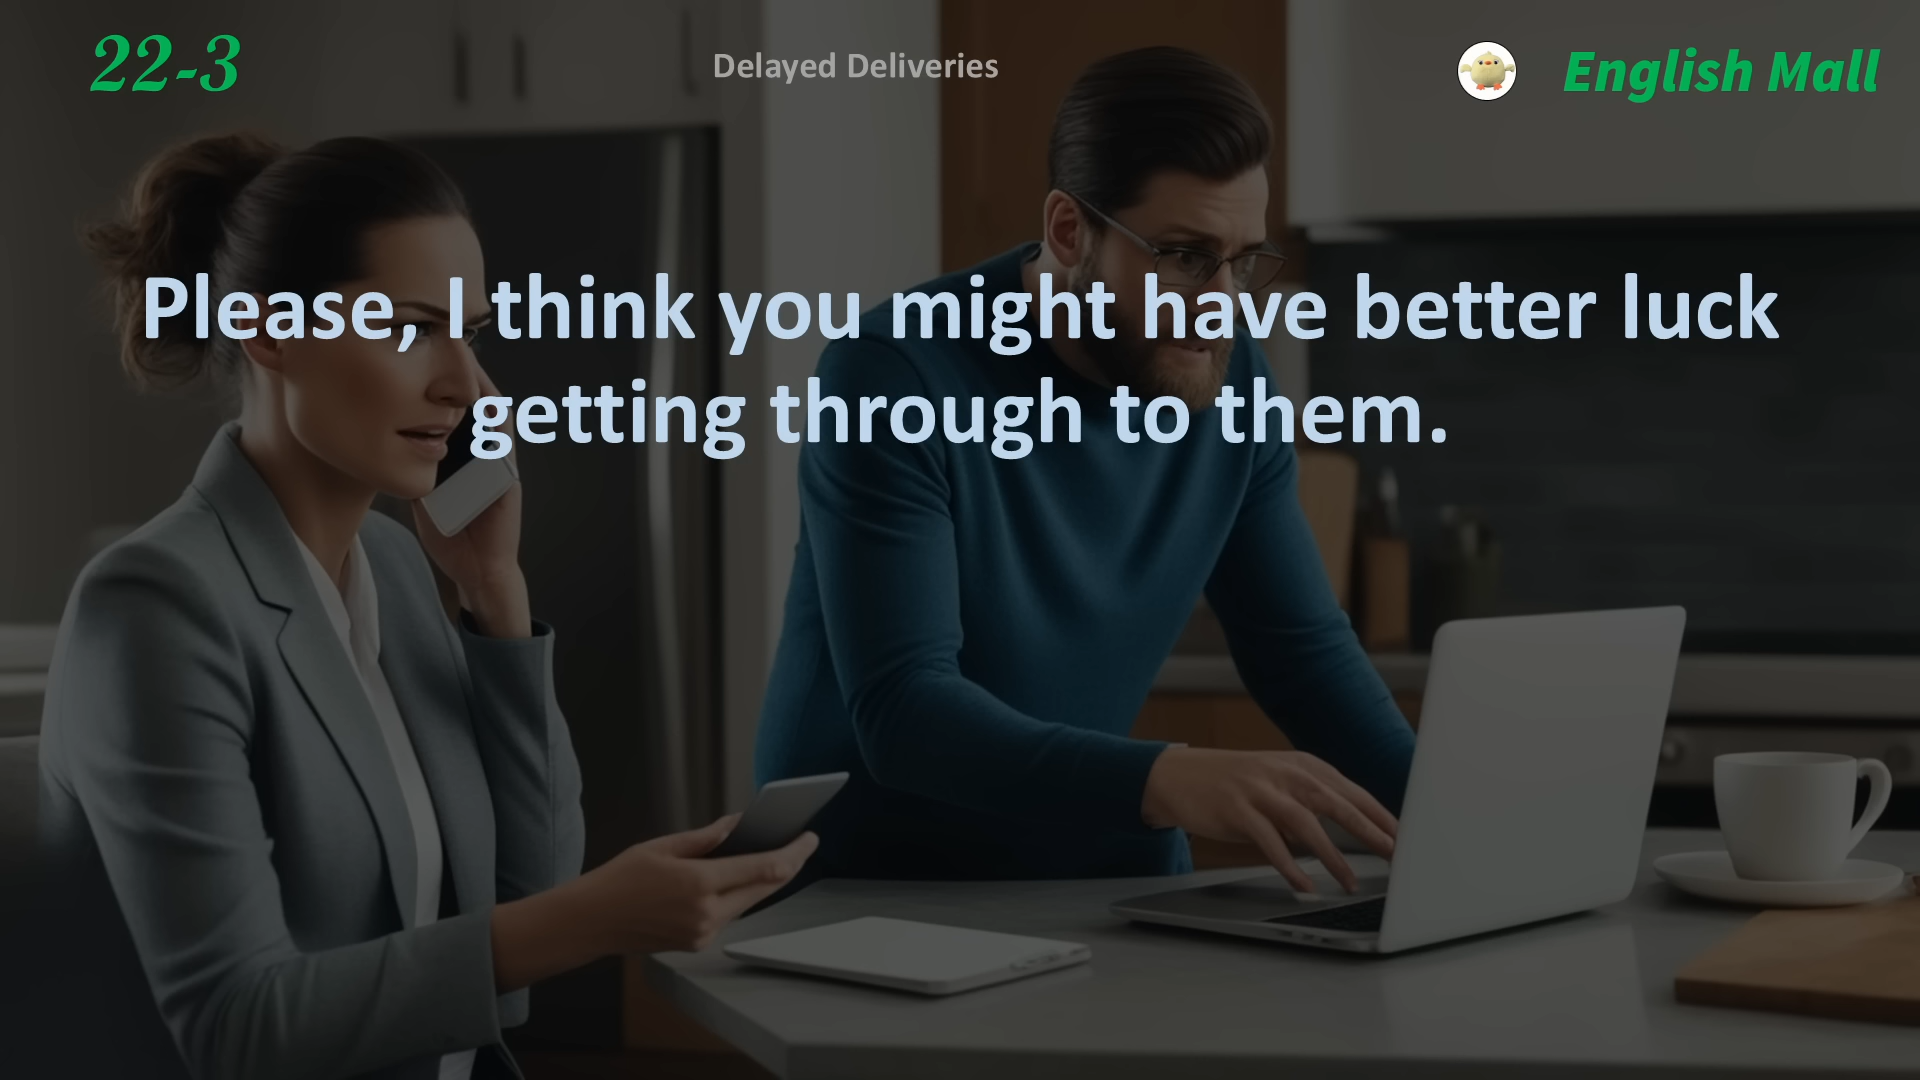 22-3
Delayed Deliveries
English Mall
Please, I think you might have better luck
getting through to them.